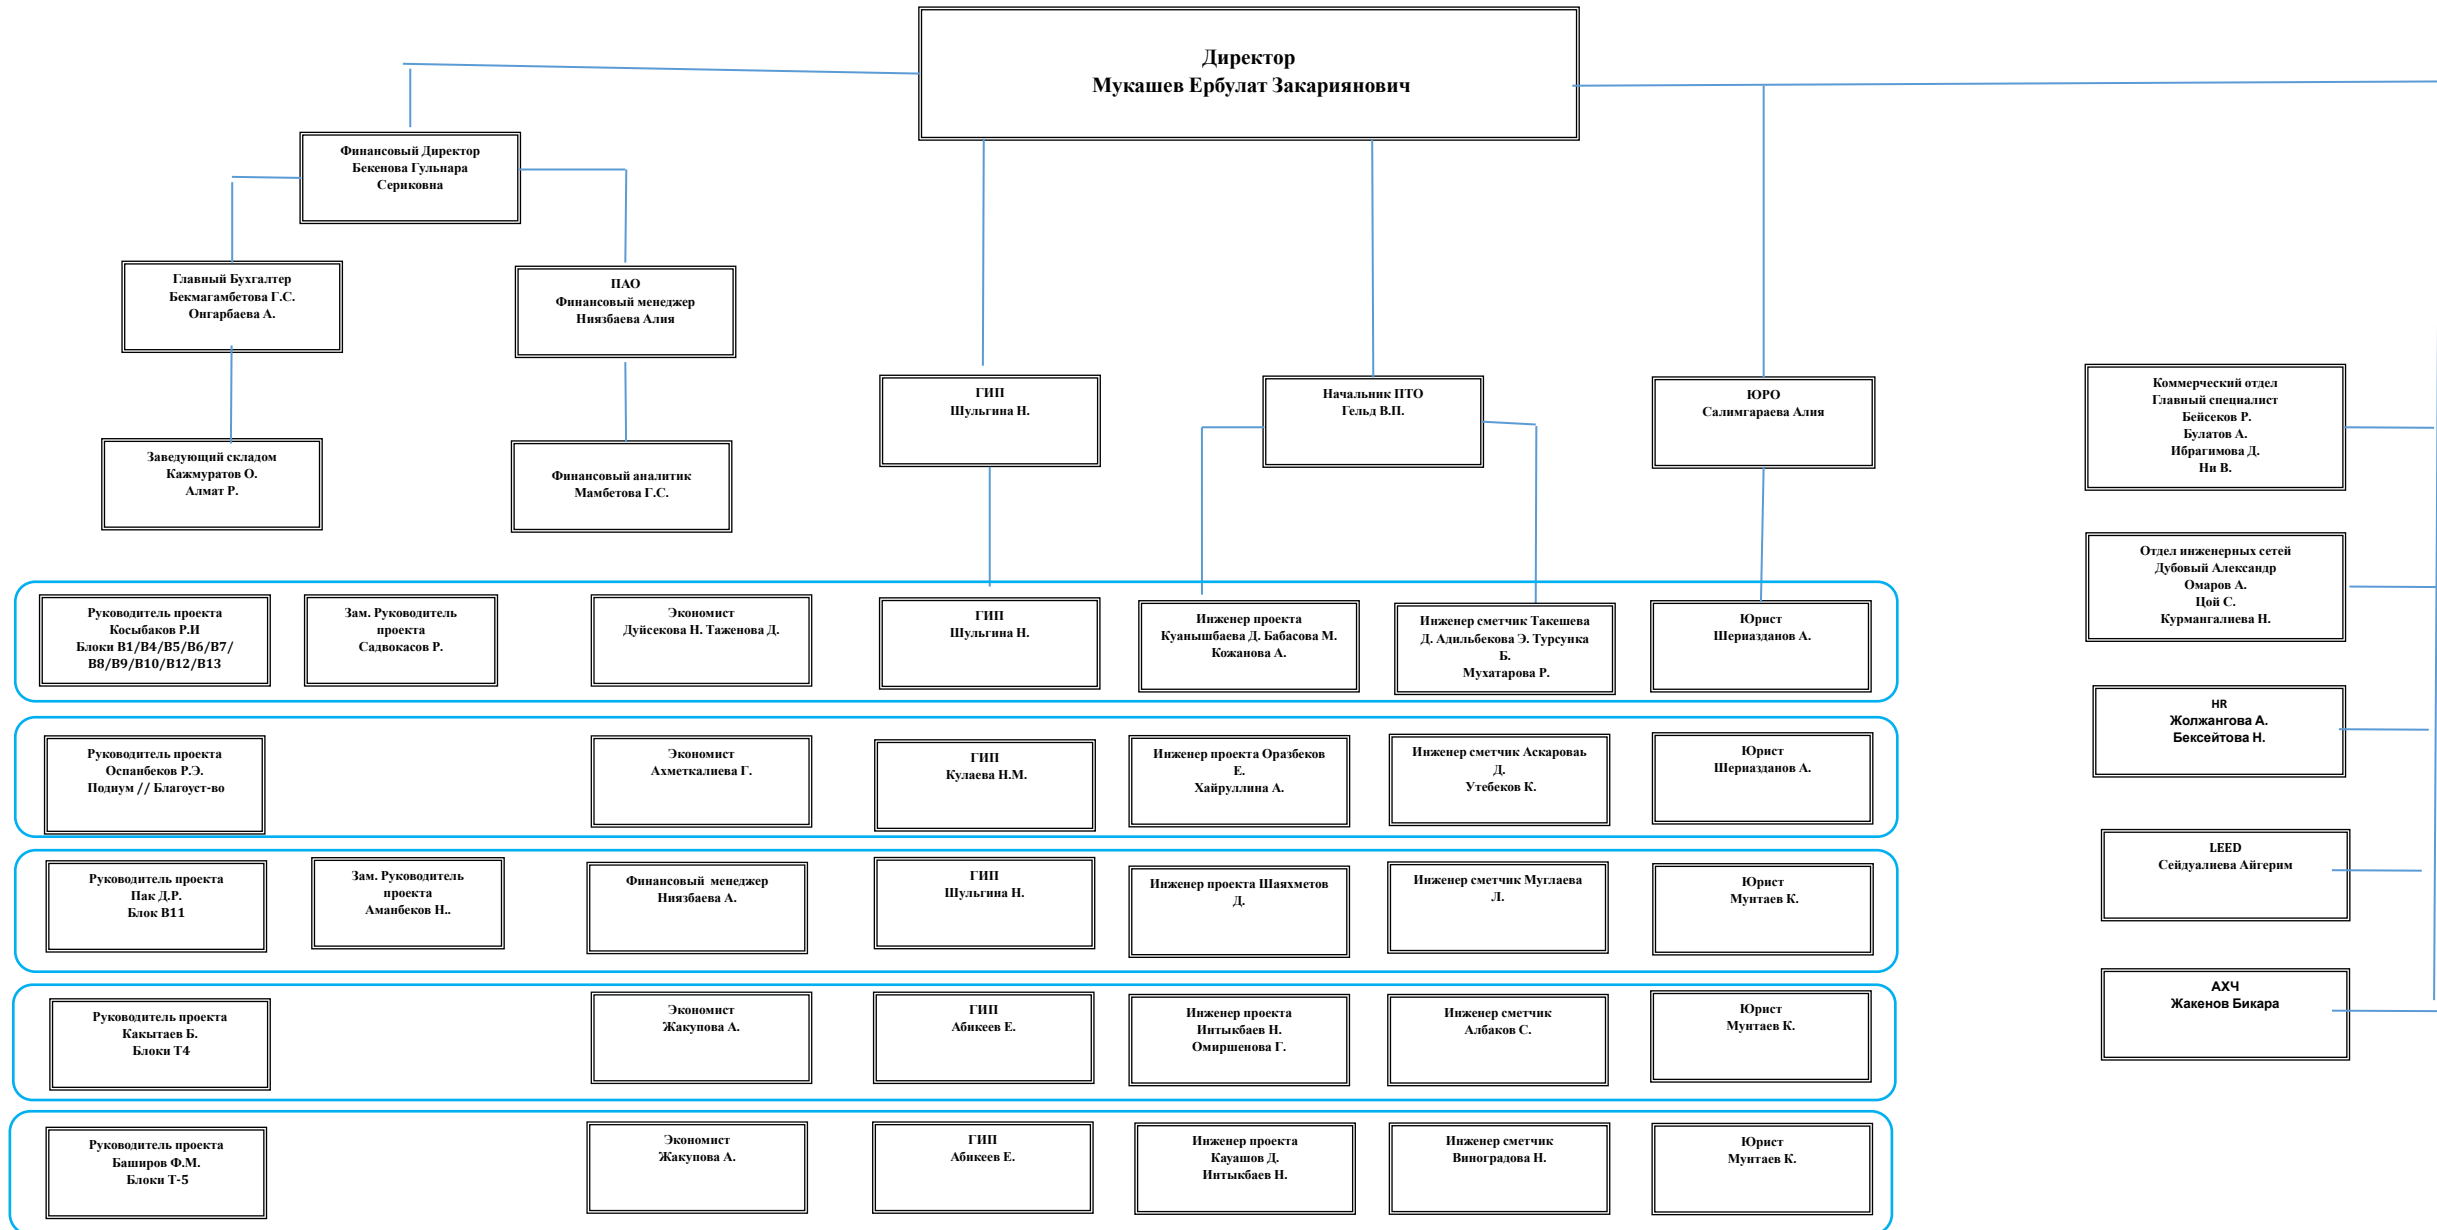 Директор
Мукашев Ербулат Закариянович
Финансовый Директор
Бекенова Гульнара
Сериковна
Главный Бухгалтер
Бекмагамбетова Г.С.
Онгарбаева А.
ПАО
Финансовый менеджер
Ниязбаева Алия
ГИП
Шульгина Н.
Начальник ПТО
Гельд В.П.
ЮРО
Салимгараева Алия
Коммерческий отдел
Главный специалист
Бейсеков Р.
Булатов А.
Ибрагимова Д.
Ни В.
Заведующий складом
Кажмуратов О.
Алмат Р.
Финансовый аналитик
Мамбетова Г.С.
Отдел инженерных сетей
Дубовый Александр
Омаров А.
Цой С.
Курмангалиева Н.
Руководитель проекта
Косыбаков Р.И
Блоки В1/В4/В5/В6/В7/
В8/В9/В10/В12/В13
Зам. Руководитель
проекта
Садвокасов Р.
Экономист
Дуйсекова Н. Таженова Д.
ГИП
Шульгина Н.
Инженер проекта
Куанышбаева Д. Бабасова М.
Кожанова А.
Инженер сметчик Такешева
Д. Адильбекова Э. Турсунка
Б.
Мухатарова Р.
Юрист
Шериазданов А.
HR
Жолжангова А.
Бексейтова Н.
Руководитель проекта
Оспанбеков Р.Э.
Подиум // Благоуст-во
Экономист
Ахметкалиева Г.
ГИП
Кулаева Н.М.
Инженер проекта Оразбеков
Е.
Хайруллина А.
Инженер сметчик Аскароваь
Д.
Утебеков К.
Юрист
Шериазданов А.
LEED
Сейдуалиева Айгерим
Руководитель проекта
Пак Д.Р.
Блок В11
Зам. Руководитель
проекта
Аманбеков Н..
Финансовый  менеджер
Ниязбаева А.
ГИП
Шульгина Н.
Инженер проекта Шаяхметов
Д.
Инженер сметчик Муглаева
Л.
Юрист
Мунтаев К.
АХЧ
Жакенов Бикара
Руководитель проекта
Какытаев Б.
Блоки Т4
Экономист
Жакупова А.
ГИП
Абикеев Е.
Инженер проекта
Интыкбаев Н.
Омиршенова Г.
Инженер сметчик
Албаков С.
Юрист
Мунтаев К.
Руководитель проекта
Баширов Ф.М.
Блоки Т-5
Экономист
Жакупова А.
ГИП
Абикеев Е.
Инженер проекта
Кауашов Д.
Интыкбаев Н.
Инженер сметчик
Виноградова Н.
Юрист
Мунтаев К.